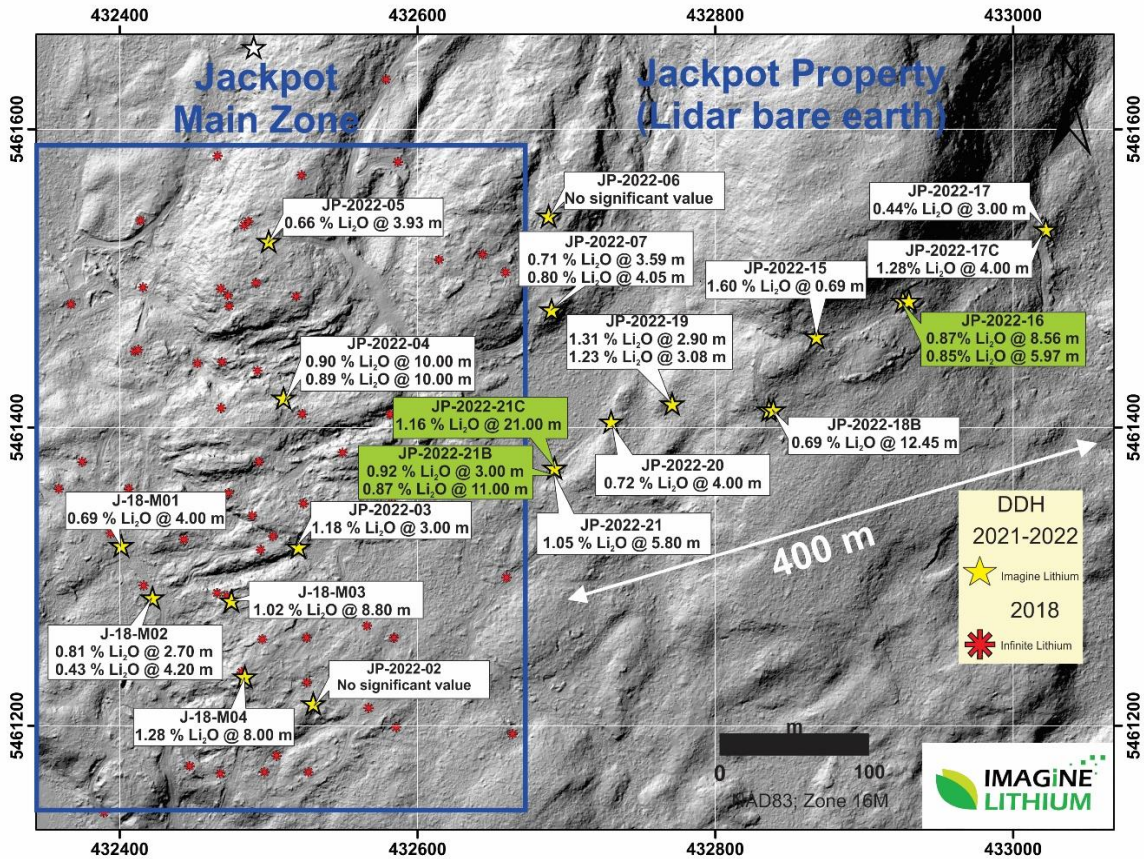 432400
432600
432800
433000
Jackpot
Main Zone
Jackpot Property
(Lidar bare earth)
5461600
5461600
JP-2022-06
No significant value
JP-2022-17
0.44% Li₂O @ 3.00 m
JP-2022-05
0.66 % Li₂O @ 3.93 m
JP-2022-07
0.71 % Li₂O @ 3.59 m
0.80 % Li₂O @ 4.05 m
JP-2022-17C
1.28% Li₂O @ 4.00 m
JP-2022-15
1.60 % Li₂O @ 0.69 m
JP-2022-19
1.31 % Li₂O @ 2.90 m
1.23 % Li₂O @ 3.08 m
JP-2022-16
0.87% Li₂O @ 8.56 m
0.85% Li₂O @ 5.97 m
JP-2022-04
0.90 % Li₂O @ 10.00 m
0.89 % Li₂O @ 10.00 m
5461400
5461400
JP-2022-21C
1.16 % Li₂O @ 21.00 m
JP-2022-18B
0.69 % Li₂O @ 12.45 m
JP-2022-21B
0.92 % Li₂O @ 3.00 m
0.87 % Li₂O @ 11.00 m
JP-2022-20
0.72 % Li₂O @ 4.00 m
J-18-M01
0.69 % Li₂O @ 4.00 m
JP-2022-03
1.18 % Li₂O @ 3.00 m
JP-2022-21
1.05 % Li₂O @ 5.80 m
400 m
DDH
2021-2022
Imagine Lithium
2018
Infinite Lithium
J-18-M03
1.02 % Li₂O @ 8.80 m
J-18-M02
0.81 % Li₂O @ 2.70 m
0.43 % Li₂O @ 4.20 m
JP-2022-02
No significant value
J-18-M04
1.28 % Li₂O @ 8.00 m
5461200
5461200
m
0
100
NAD83; Zone 16M
IMAGiNE
LITHIUM
432400
432600
432800
433000